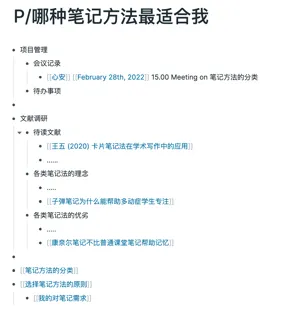 P/哪种笔记方法最适合我
项目管理
会议记录
[[心安]] [[February 28th, 2022]] 15.00 Meeting on 笔记方法的分类
待办事项
文献调研
待读文献
[[王五 (2020) 卡片笔记法在学术写作中的应用]]
......
各类笔记法的理念
.....
[[子弹笔记为什么能帮助多动症学生专注]]
各类笔记法的优劣
.....
[[康奈尔笔记不比普通课堂笔记帮助记忆]]
[[笔记方法的分类]]
[[选择笔记方法的原则]]
[[我的对笔记需求]]